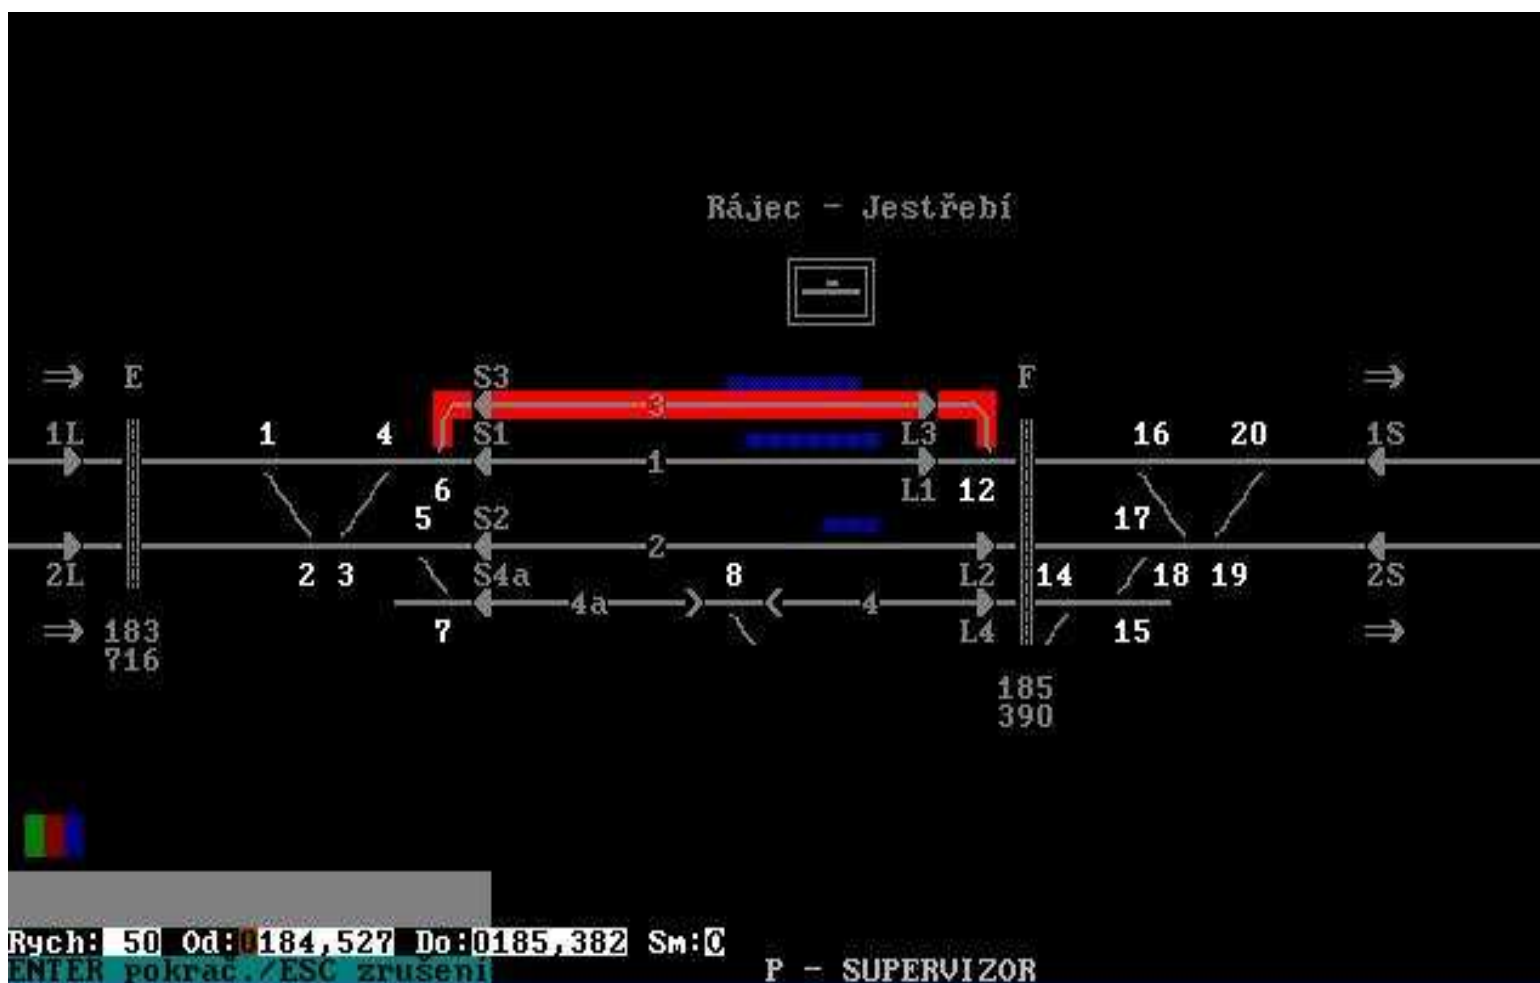 Rájec - Jestřebí
⇒ E S3 3 F ⇒
1L 1 4 S1 L3 16 20 1S
1
6 L1 12
5 S2 17
2
2L 2 3 S4a 8 L2 14 18 19 2S
4a 4
⇒ 183 7 L4 15 ⇒
716
185
390
Rych: 50 Od:0184,527 Do:0185,382 Sm:C
ENTER pokrač./ESC zrušení P - SUPERVIZOR